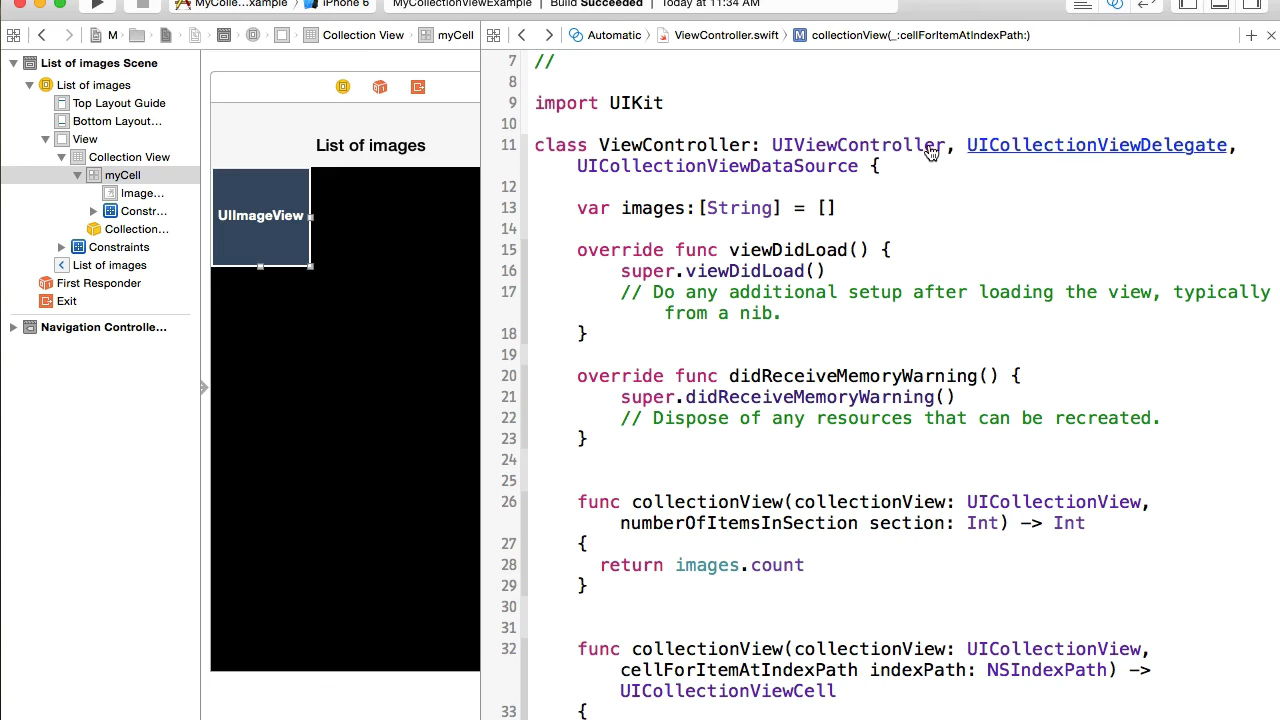 MyColle...xample iPhone 6 MyCollectionViewExample | Build Succeeded | Today at 11:34 AM
M Collection View myCell Automatic ViewController.swift M collectionView(_:cellForItemAtIndexPath:)
List of images Scene
List of images
Top Layout Guide
Bottom Layout...
View
Collection View
myCell
Image...
Constr...
Collection...
Constraints
List of images
First Responder
Exit
Navigation Controlle...
List of images
UIImageView
7 //
8
9 import UIKit
10
11 class ViewController: UIViewController, UICollectionViewDelegate,
UICollectionViewDataSource {
12
13 var images:[String] = []
14
15 override func viewDidLoad() {
16 super.viewDidLoad()
17 // Do any additional setup after loading the view, typically
from a nib.
18 }
19
20 override func didReceiveMemoryWarning() {
21 super.didReceiveMemoryWarning()
22 // Dispose of any resources that can be recreated.
23 }
24
25
26 func collectionView(collectionView: UICollectionView,
numberOfItemsInSection section: Int) -> Int
27 {
28 return images.count
29 }
30
31
32 func collectionView(collectionView: UICollectionView,
cellForItemAtIndexPath indexPath: NSIndexPath) ->
UICollectionViewCell
33 {